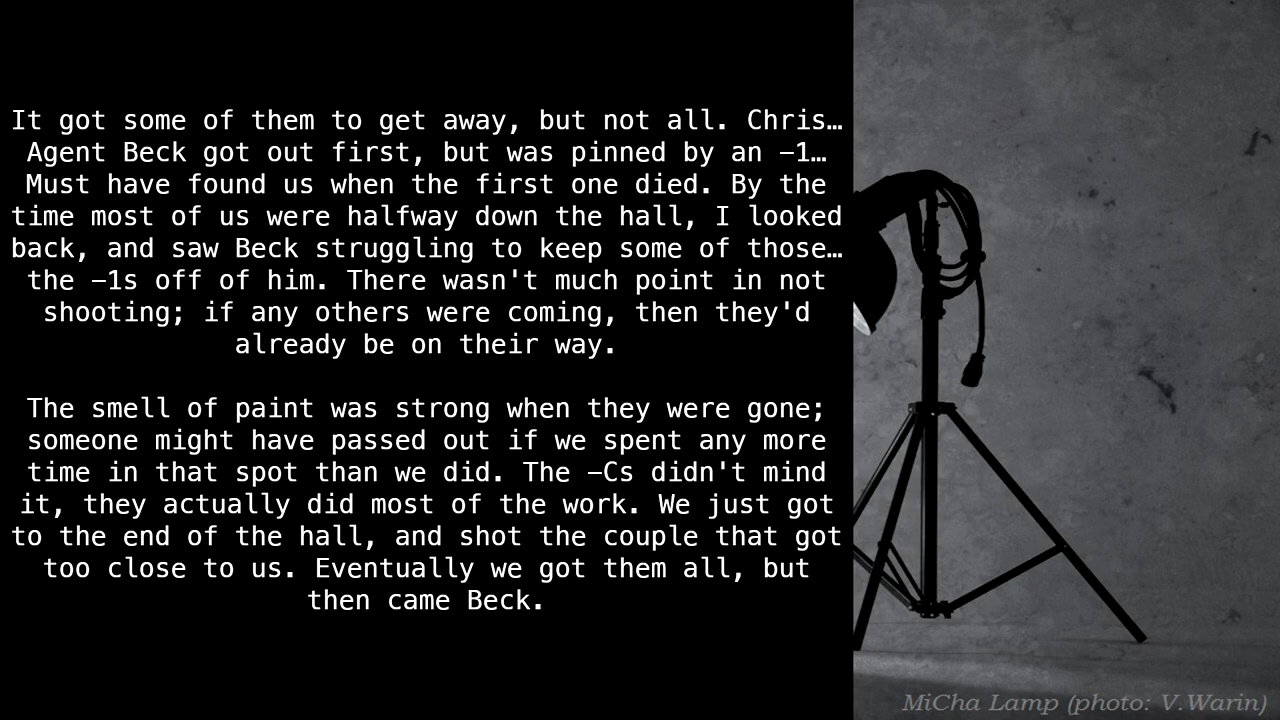 It got some of them to get away, but not all. Chris…
Agent Beck got out first, but was pinned by an −1…
Must have found us when the first one died. By the
time most of us were halfway down the hall, I looked
back, and saw Beck struggling to keep some of those…
the −1s off of him. There wasn't much point in not
shooting; if any others were coming, then they'd
already be on their way.
The smell of paint was strong when they were gone;
someone might have passed out if we spent any more
time in that spot than we did. The −Cs didn't mind
it, they actually did most of the work. We just got
to the end of the hall, and shot the couple that got
too close to us. Eventually we got them all, but
then came Beck.
MiCha Lamp (photo: V.Warin)